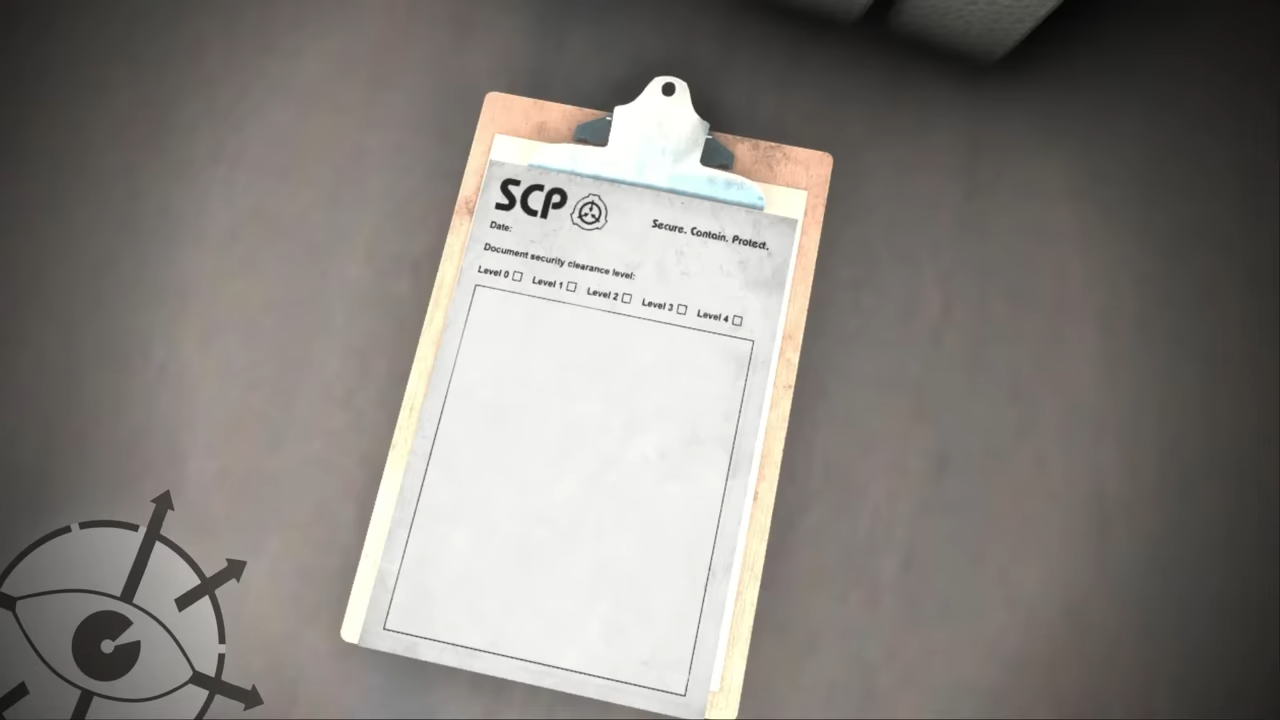 SCP
Secure. Contain. Protect.
Date:
Document security clearance level:
Level 0 Level 1 Level 2 Level 3 Level 4